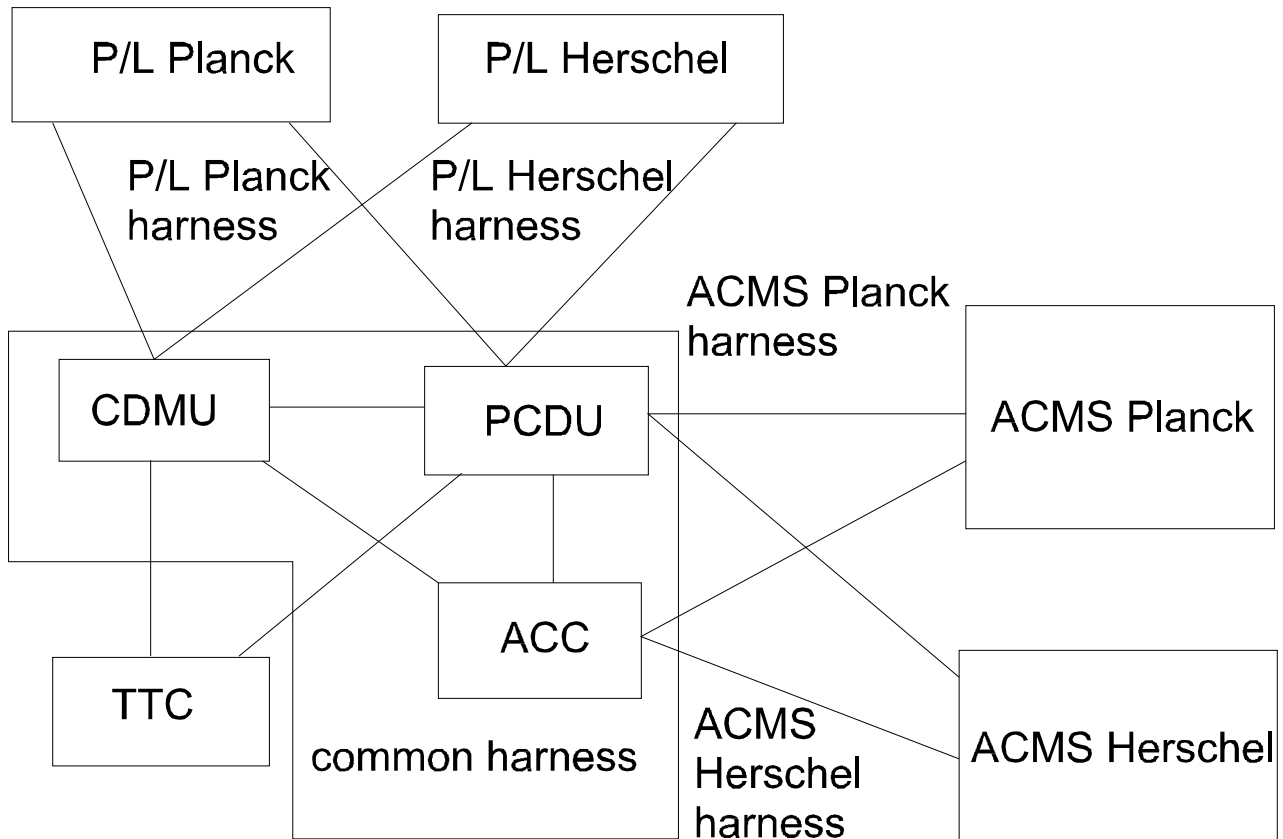 P/L Planck
P/L Herschel
P/L Planck
harness
P/L Herschel
harness
ACMS Planck
harness
CDMU
PCDU
ACMS Planck
ACC
TTC
common harness
ACMS
Herschel
harness
ACMS Herschel